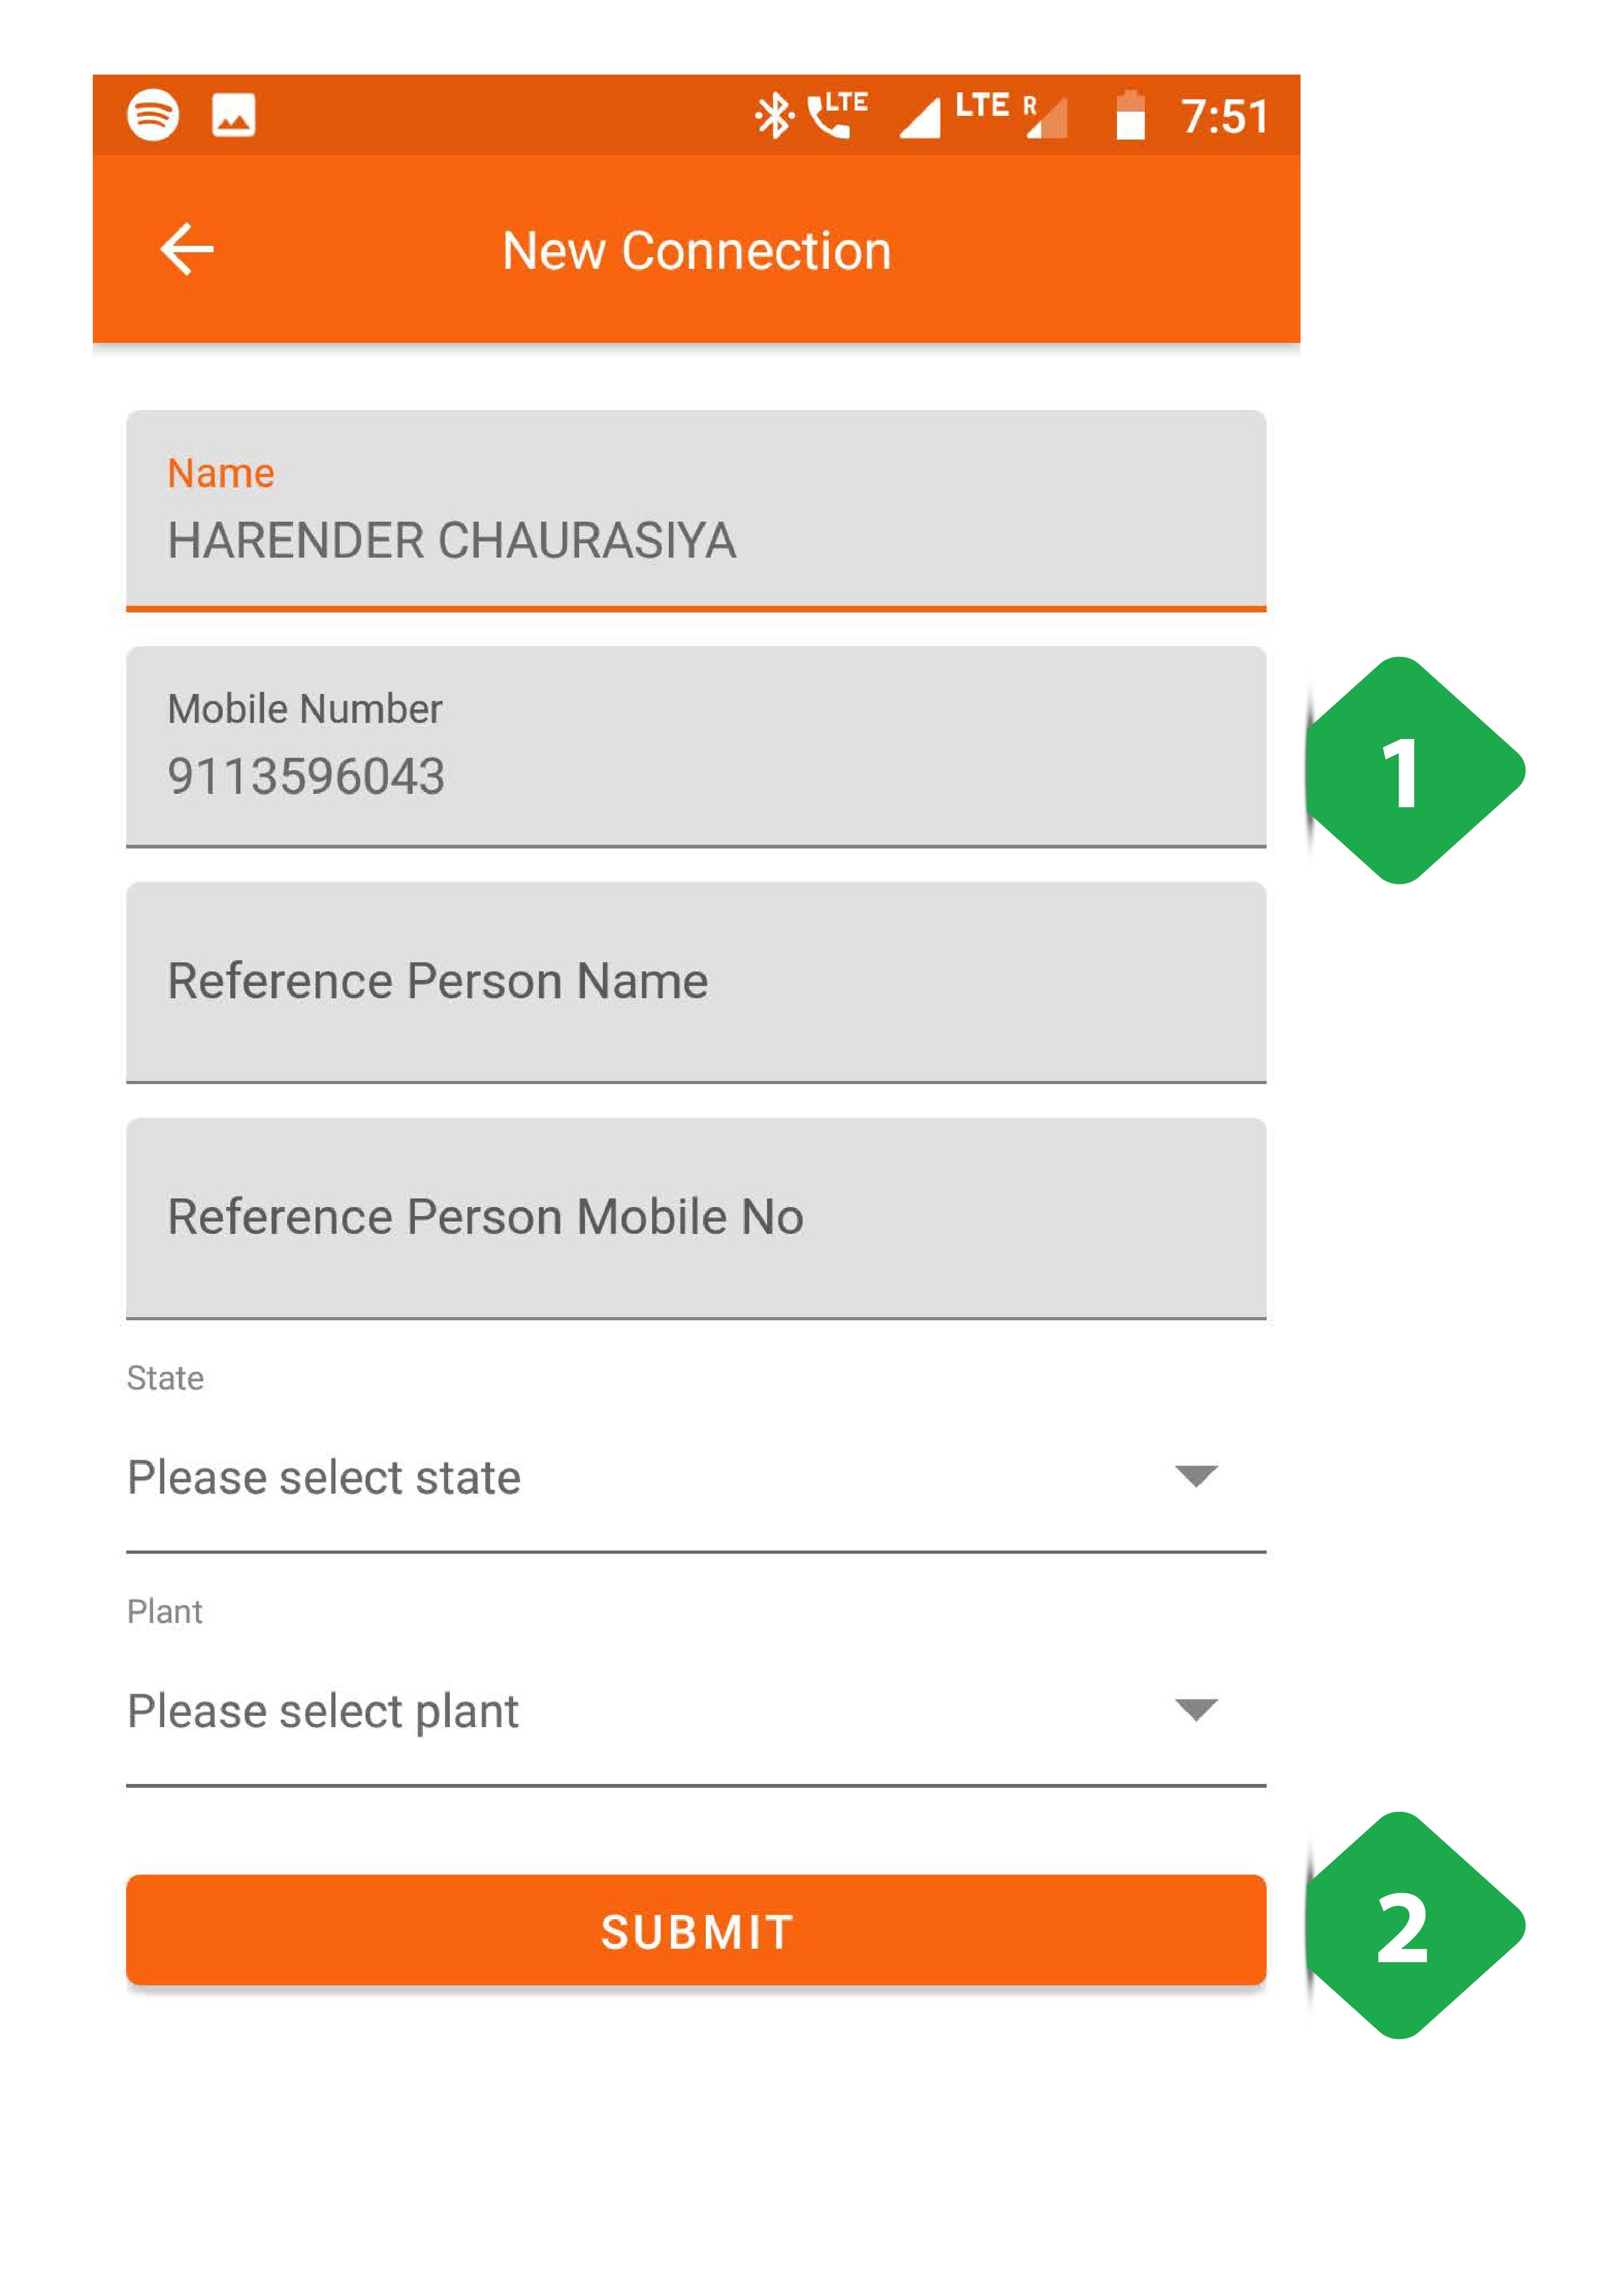 LTE LTE R 7:51
New Connection
Name
HARENDER CHAURASIYA
Mobile Number
9113596043
1
Reference Person Name
Reference Person Mobile No
State
Please select state
Plant
Please select plant
SUBMIT
2